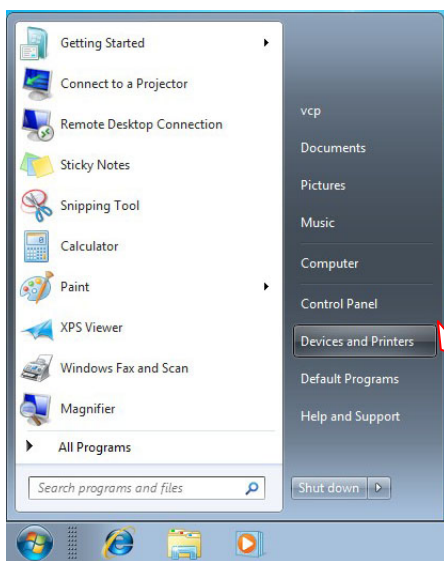 Getting Started
Connect to a Projector
Remote Desktop Connection
Sticky Notes
Snipping Tool
Calculator
Paint
XPS Viewer
Windows Fax and Scan
Magnifier
All Programs
Search programs and files
vcp
Documents
Pictures
Music
Computer
Control Panel
Devices and Printers
Default Programs
Help and Support
Shut down